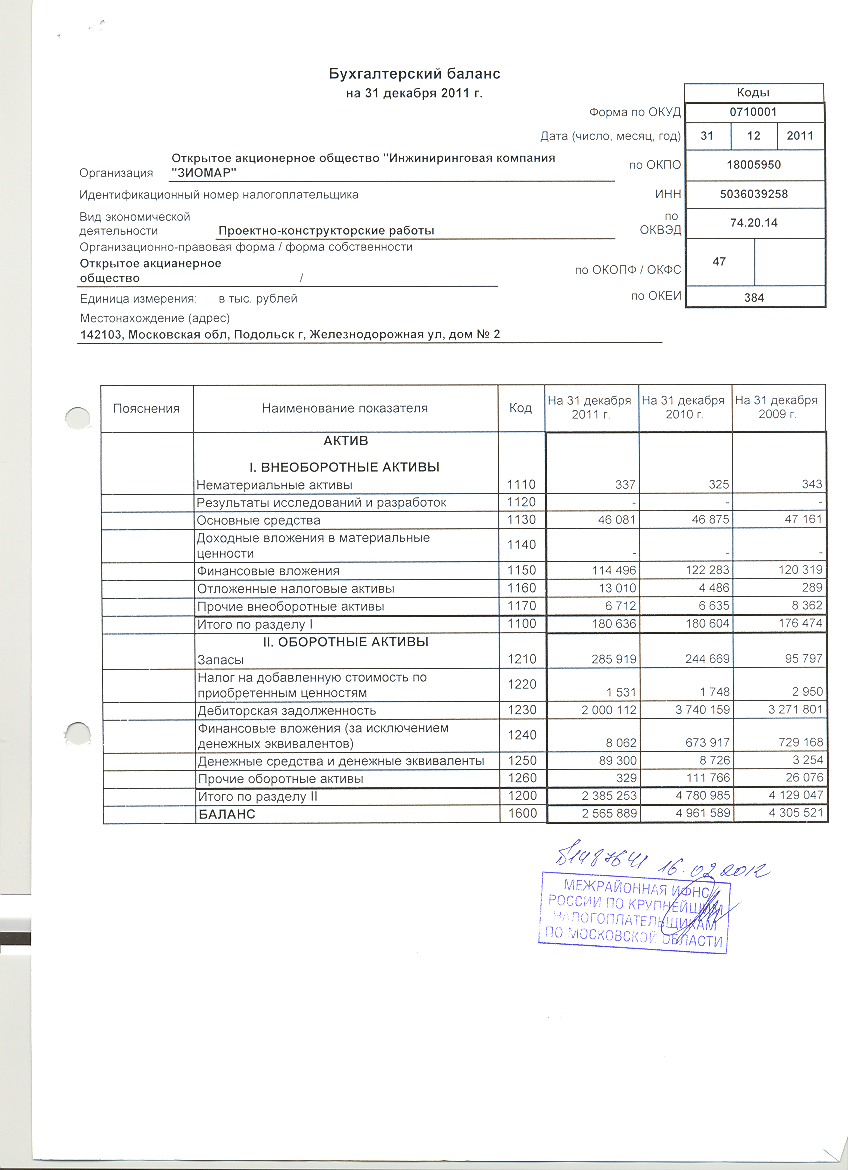 Бухгалтерский баланс
на 31 декабря 2011 г.
Коды
Форма по ОКУД 0710001
Дата (число, месяц, год) 31 12 2011
Организация Открытое акционерное общество "Инжиниринговая компания
"ЗИОМАР" по ОКПО 18005950
Идентификационный номер налогоплательщика ИНН 5036039258
Вид экономической
деятельности Проектно-конструкторские работы по
ОКВЭД 74.20.14
Организационно-правовая форма / форма собственности
Открытое акцианерное
общество / по ОКОПФ / ОКФС 47
Единица измерения: в тыс. рублей по ОКЕИ 384
Местонахождение (адрес)
142103, Московская обл, Подольск г, Железнодорожная ул, дом № 2
Пояснения Наименование показателя Код На 31 декабря 2011 г. На 31 декабря 2010 г. На 31 декабря 2009 г.
АКТИВ
I. ВНЕОБОРОТНЫЕ АКТИВЫ
Нематериальные активы 1110 337 325 343
Результаты исследований и разработок 1120 - - -
Основные средства 1130 46 081 46 875 47 161
Доходные вложения в материальные
ценности 1140 - - -
Финансовые вложения 1150 114 496 122 283 120 319
Отложенные налоговые активы 1160 13 010 4 486 289
Прочие внеоборотные активы 1170 6 712 6 635 8 362
Итого по разделу I 1100 180 636 180 604 176 474
II. ОБОРОТНЫЕ АКТИВЫ
Запасы 1210 285 919 244 669 95 797
Налог на добавленную стоимость по
приобретенным ценностям 1220 1 531 1 748 2 950
Дебиторская задолженность 1230 2 000 112 3 740 159 3 271 801
Финансовые вложения (за исключением
денежных эквивалентов) 1240 8 062 673 917 729 168
Денежные средства и денежные эквиваленты 1250 89 300 8 726 3 254
Прочие оборотные активы 1260 329 111 766 26 076
Итого по разделу II 1200 2 385 253 4 780 985 4 129 047
БАЛАНС 1600 2 565 889 4 961 589 4 305 521
16.02.2012
МЕЖРАЙОННАЯ ИФНС
РОССИИ ПО КРУПНЕЙШИМ
НАЛОГОПЛАТЕЛЬЩИКАМ
ПО МОСКОВСКОЙ ОБЛАСТИ